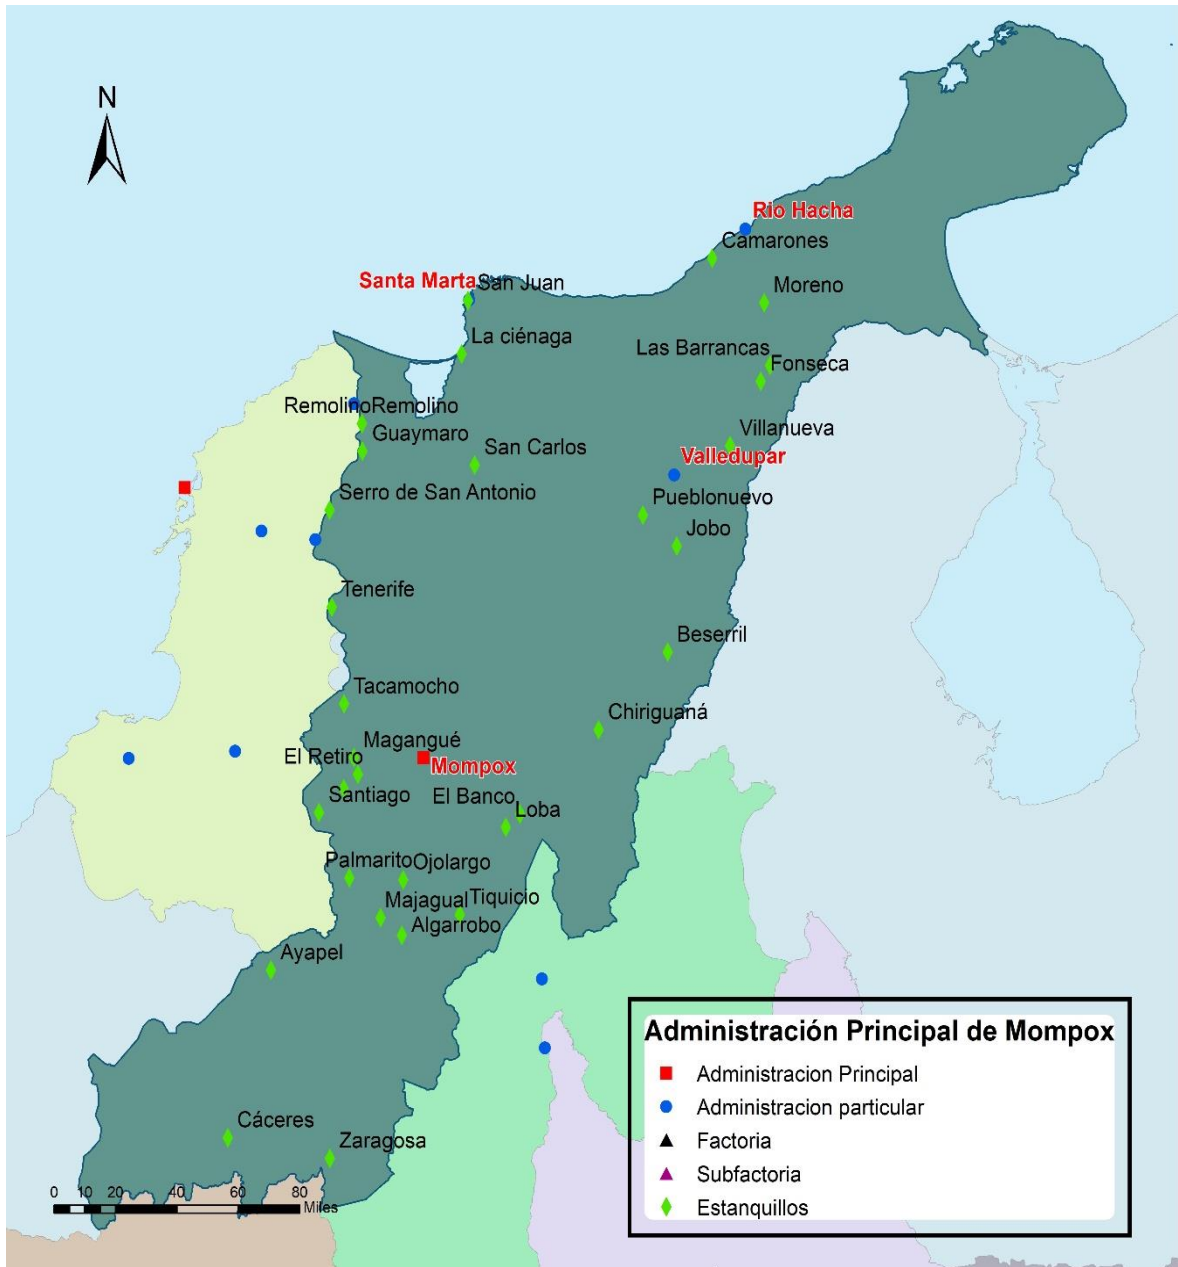 N
Rio Hacha
Camarones
Santa Marta
San Juan
Moreno
La ciénaga
Las Barrancas
Fonseca
Remolino
Remolino
Guaymaro
Villanueva
San Carlos
Valledupar
Serro de San Antonio
Pueblonuevo
Jobo
Tenerife
Beserril
Tacamocho
Chiriguaná
Magangué
El Retiro
Mompox
Santiago
El Banco
Loba
Palmarito
Ojolargo
Majagual
Tiquicio
Algarrobo
Ayapel
Cáceres
Zaragosa
0 10 20 40 60 80
Miles
Administración Principal de Mompox
Administracion Principal
Administracion particular
Factoria
Subfactoria
Estanquillos